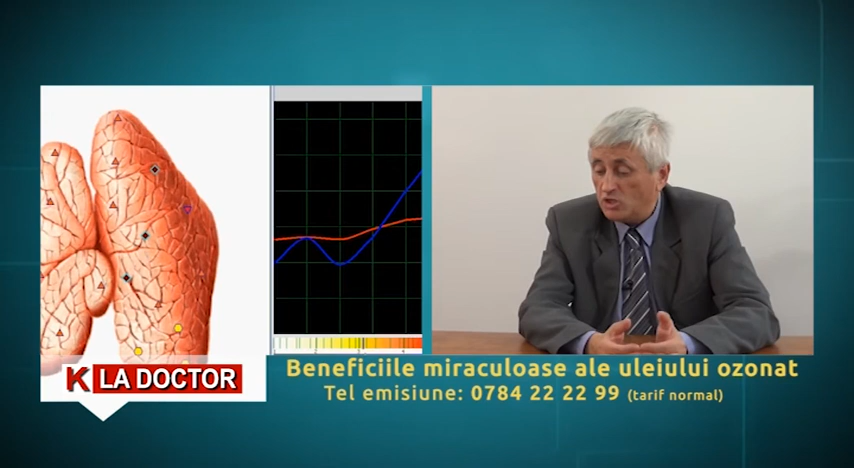 K LA DOCTOR
Beneficiile miraculoase ale uleiului ozonat
Tel emisiune: 0784 22 22 99 (tarif normal)